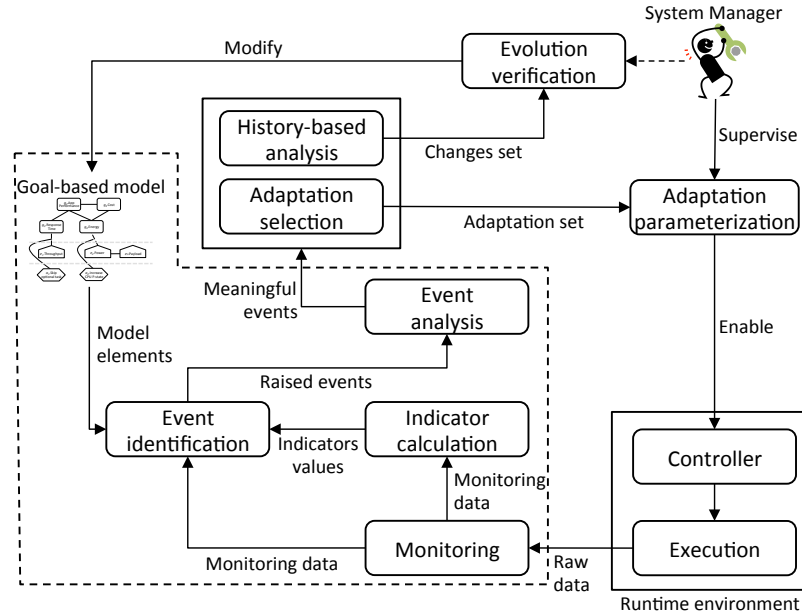 System Manager
Modify
Evolution
verification
History-based
analysis
Changes set
Supervise
Goal-based model
Adaptation
selection
Adaptation set
Adaptation
parameterization
Meaningful
events
Event
analysis
Model
elements
Enable
Raised events
Event
identification
Indicators
values
Indicator
calculation
Controller
Monitoring
data
Monitoring data
Monitoring
Raw
data
Execution
Runtime environment